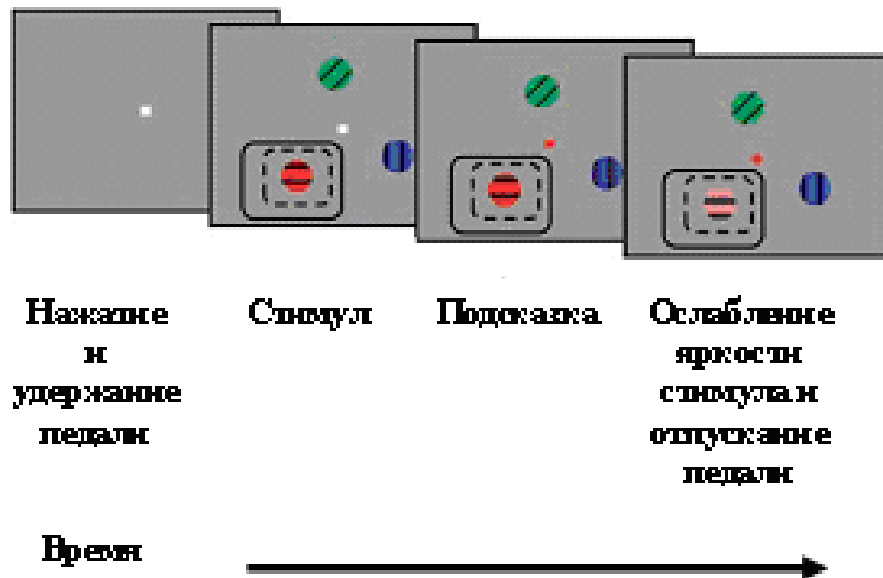 Нажатие
и
удержание
педали
Стимул
Подсказка
Ослабление
яркости
стимула и
отпускание
педали
Время